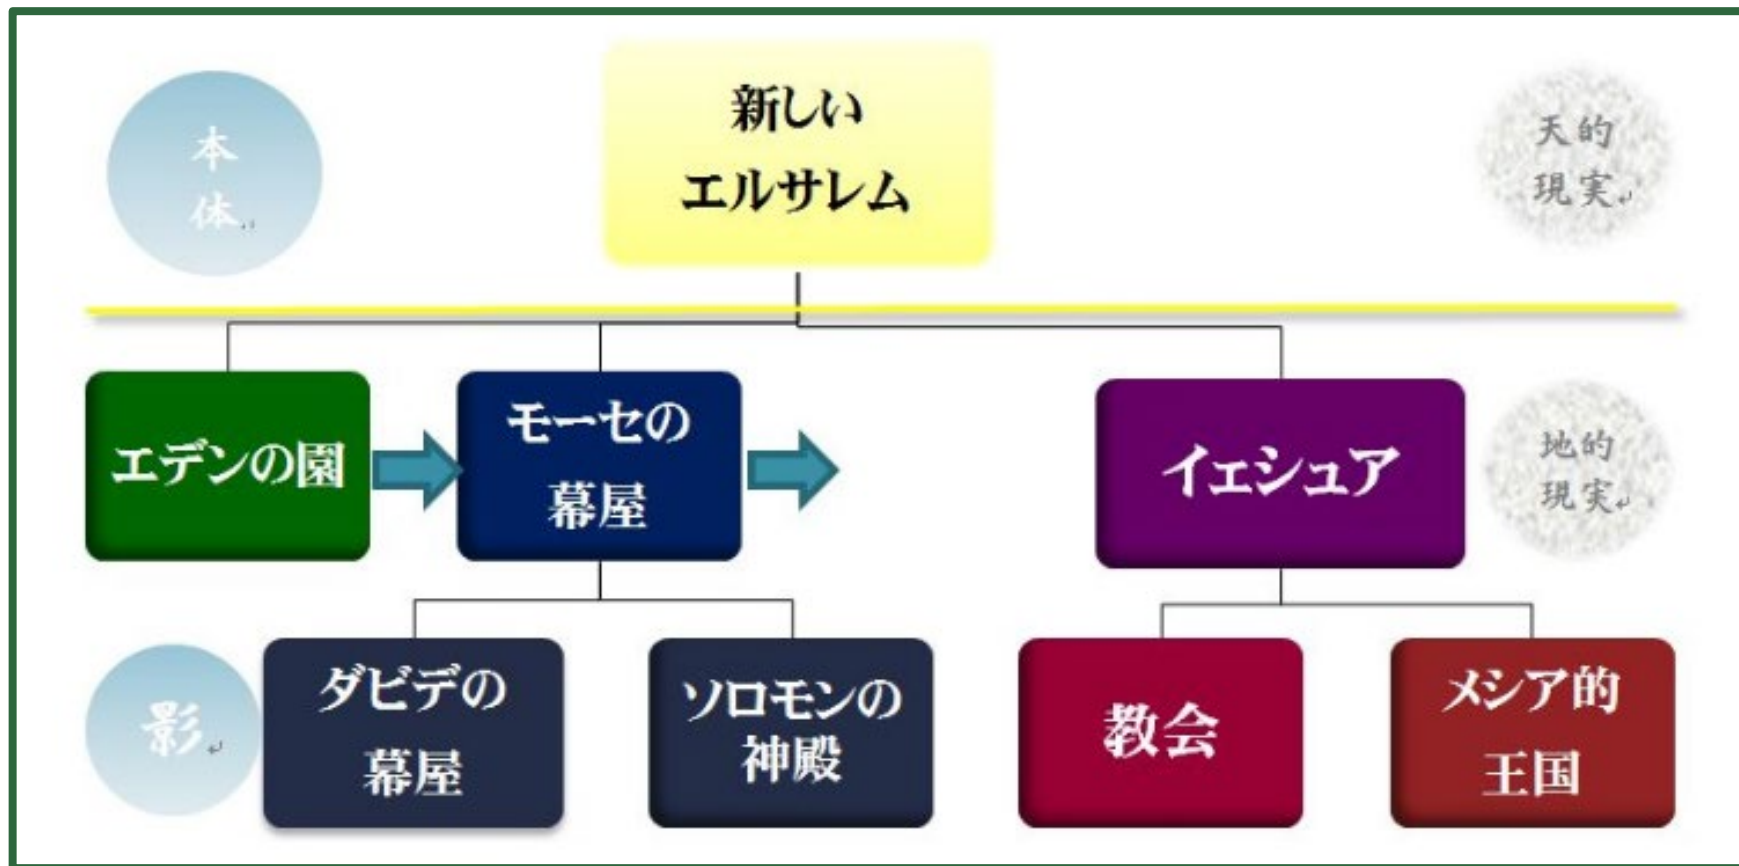 本
体
新しい
エルサレム
天的
現実
エデンの園
モーセの
幕屋
イェシュア
地的
現実
影
ダビデの
幕屋
ソロモンの
神殿
教会
メシア的
王国